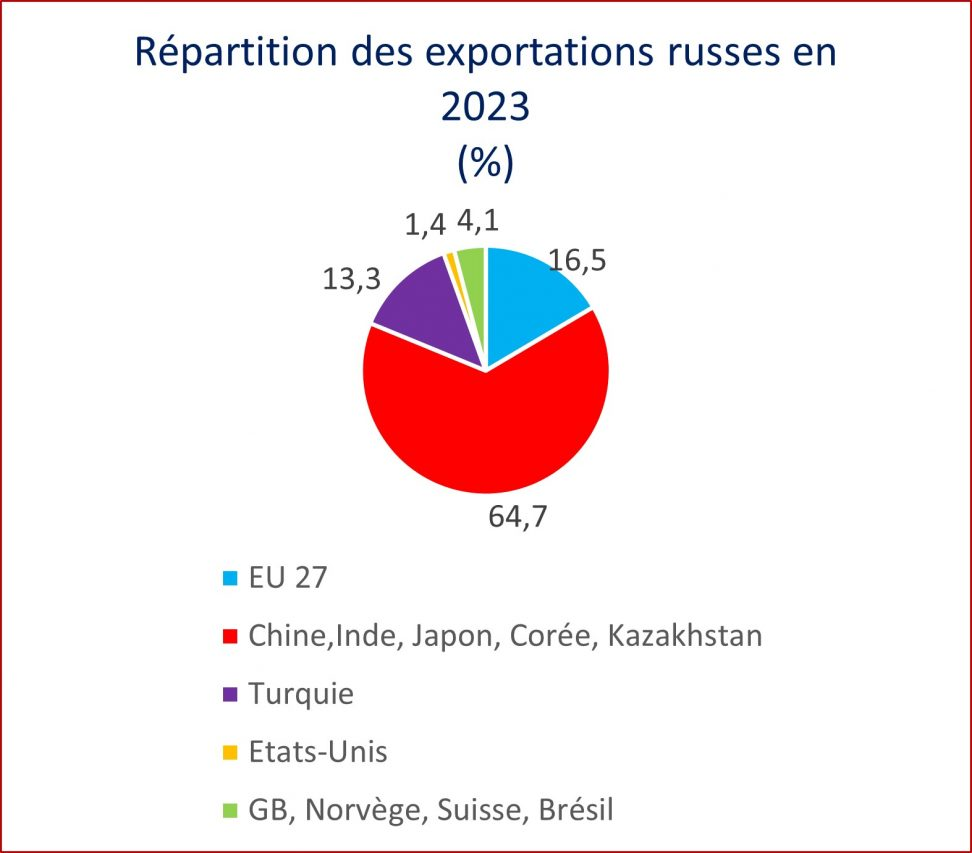 Répartition des exportations russes en
2023
(%)
1,4 4,1
16,5
13,3
64,7
EU 27
Chine,Inde, Japon, Corée, Kazakhstan
Turquie
Etats-Unis
GB, Norvège, Suisse, Brésil